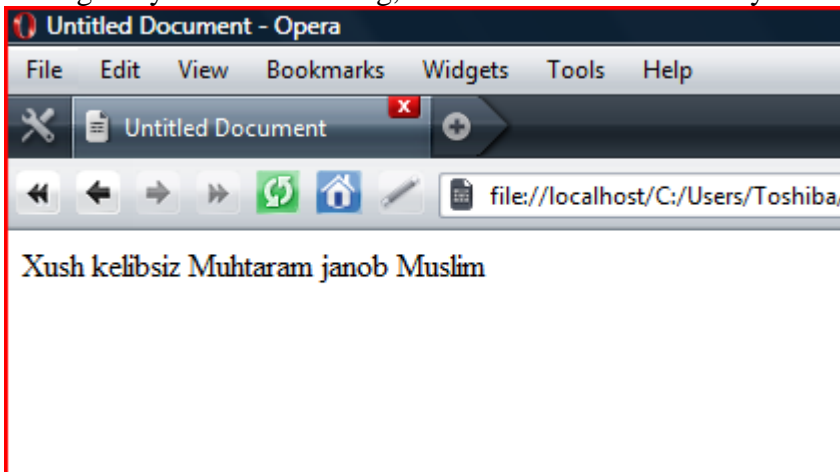 Untitled Document - Opera
File Edit View Bookmarks Widgets Tools Help
Untitled Document
file://localhost/C:/Users/Toshiba/
Xush kelibsiz Muhtaram janob Muslim